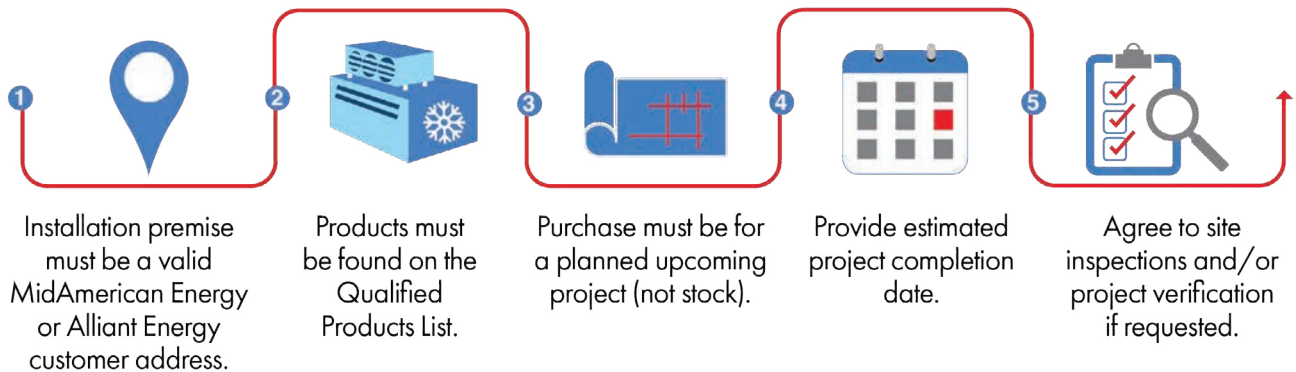 1
Installation premise
must be a valid
MidAmerican Energy
or Alliant Energy
customer address.
2
Products must
be found on the
Qualified
Products List.
3
Purchase must be for
a planned upcoming
project (not stock).
4
Provide estimated
project completion
date.
5
Agree to site
inspections and/or
project verification
if requested.